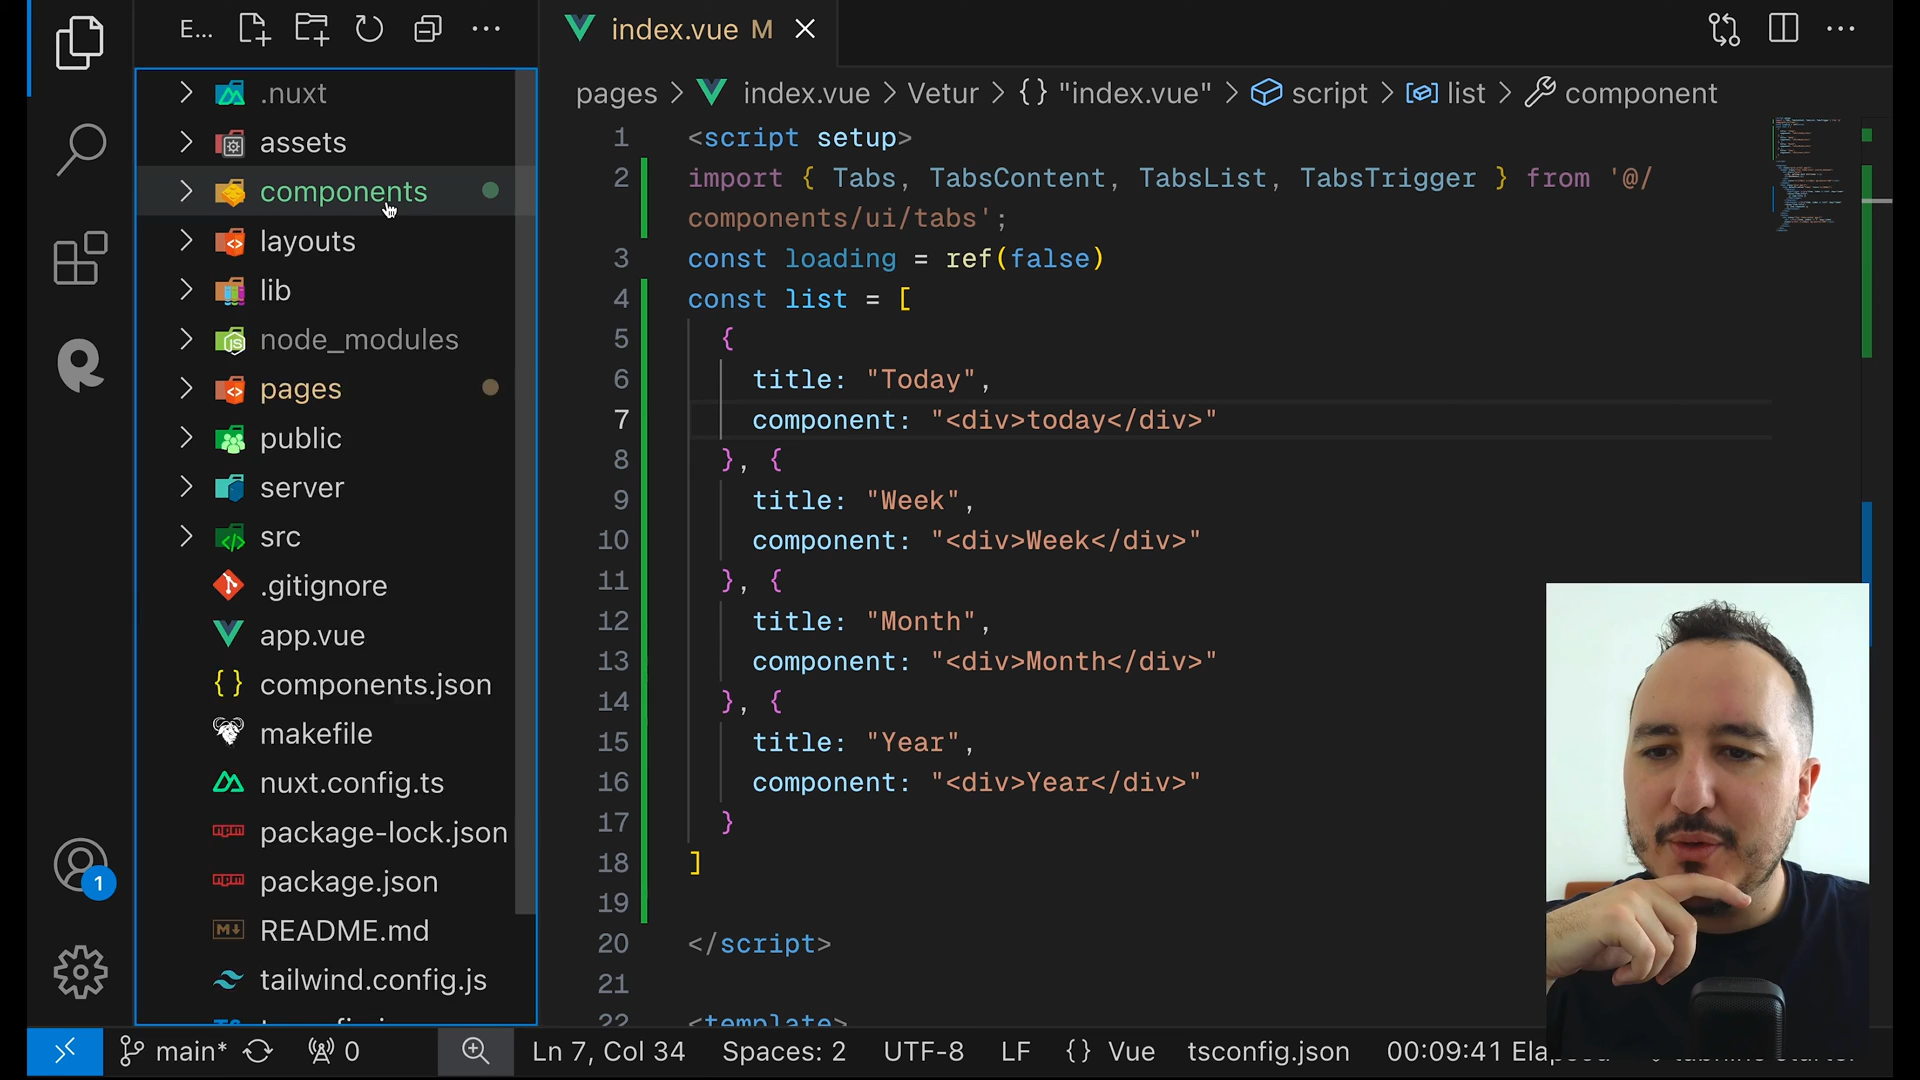 E...
index.vue M
pages > index.vue > Vetur > {} "index.vue" > script > list > component
.nuxt
assets
components
layouts
lib
node_modules
pages
public
server
src
.gitignore
app.vue
components.json
makefile
nuxt.config.ts
package-lock.json
package.json
README.md
tailwind.config.js
1 <script setup>
2 import { Tabs, TabsContent, TabsList, TabsTrigger } from '@/
components/ui/tabs';
3 const loading = ref(false)
4 const list = [
5 {
6 title: "Today",
7 component: "<div>today</div>"
8 }, {
9 title: "Week",
10 component: "<div>Week</div>"
11 }, {
12 title: "Month",
13 component: "<div>Month</div>"
14 }, {
15 title: "Year",
16 component: "<div>Year</div>"
17 }
18 ]
19
20 </script>
21
22 <template>
1
main* 0 Ln 7, Col 34 Spaces: 2 UTF-8 LF {} Vue tsconfig.json 00:09:41